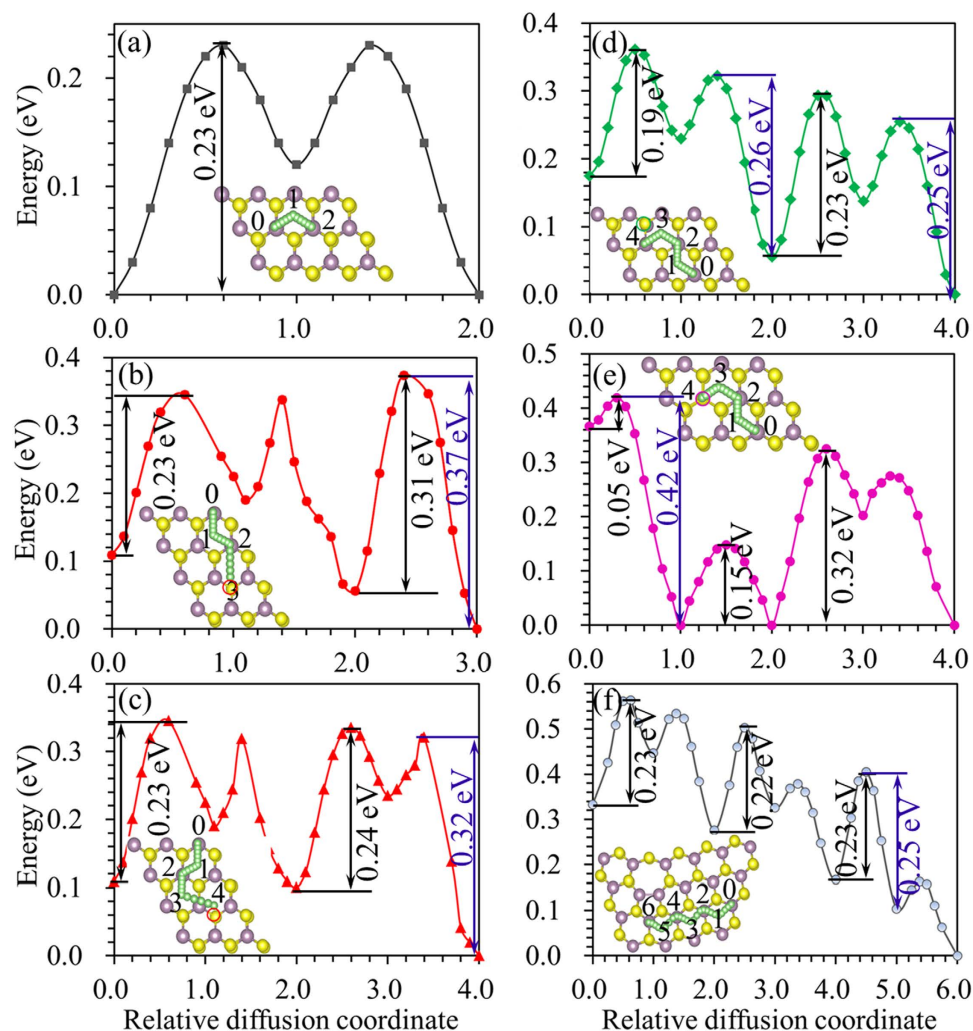 (a)
Energy (eV)
0.2
0.1
0.0
0.23 eV
0 1 2
0.0 1.0 2.0
(b)
Energy (eV)
0.4
0.3
0.2
0.1
0.0
0.23 eV
0.31 eV
0.37 eV
0
1 2
3
0.0 1.0 2.0 3.0
(c)
Energy (eV)
0.4
0.3
0.2
0.1
0.0
0.23 eV
0.24 eV
0.32 eV
0
2 1
3 4
0.0 1.0 2.0 3.0 4.0
Relative diffusion coordinate
(d)
0.4
0.3
0.2
0.1
0.0
0.19 eV
0.26 eV
0.23 eV
0.25 eV
3
4 2
1 0
0.0 1.0 2.0 3.0 4.0
(e)
0.5
0.4
0.3
0.2
0.1
0.0
0.05 eV
0.42 eV
0.15 eV
0.32 eV
3
4 2
1 0
0.0 1.0 2.0 3.0 4.0
(f)
0.6
0.5
0.4
0.3
0.2
0.1
0.0
0.23 eV
0.22 eV
0.23 eV
0.25 eV
6 4 2 0
5 3 1
0.0 1.0 2.0 3.0 4.0 5.0 6.0
Relative diffusion coordinate